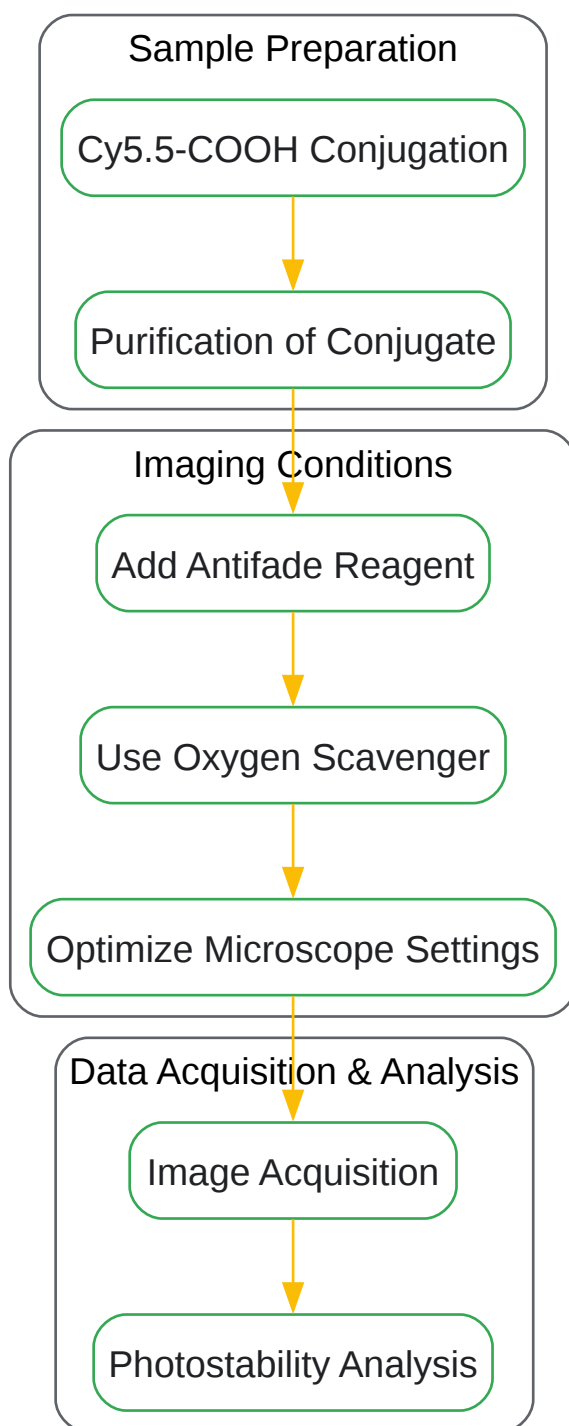 Sample Preparation
Cy5.5-COOH Conjugation
Purification of Conjugate
Imaging Conditions
Add Antifade Reagent
Use Oxygen Scavenger
Optimize Microscope Settings
Data Acquisition & Analysis
Image Acquisition
Photostability Analysis